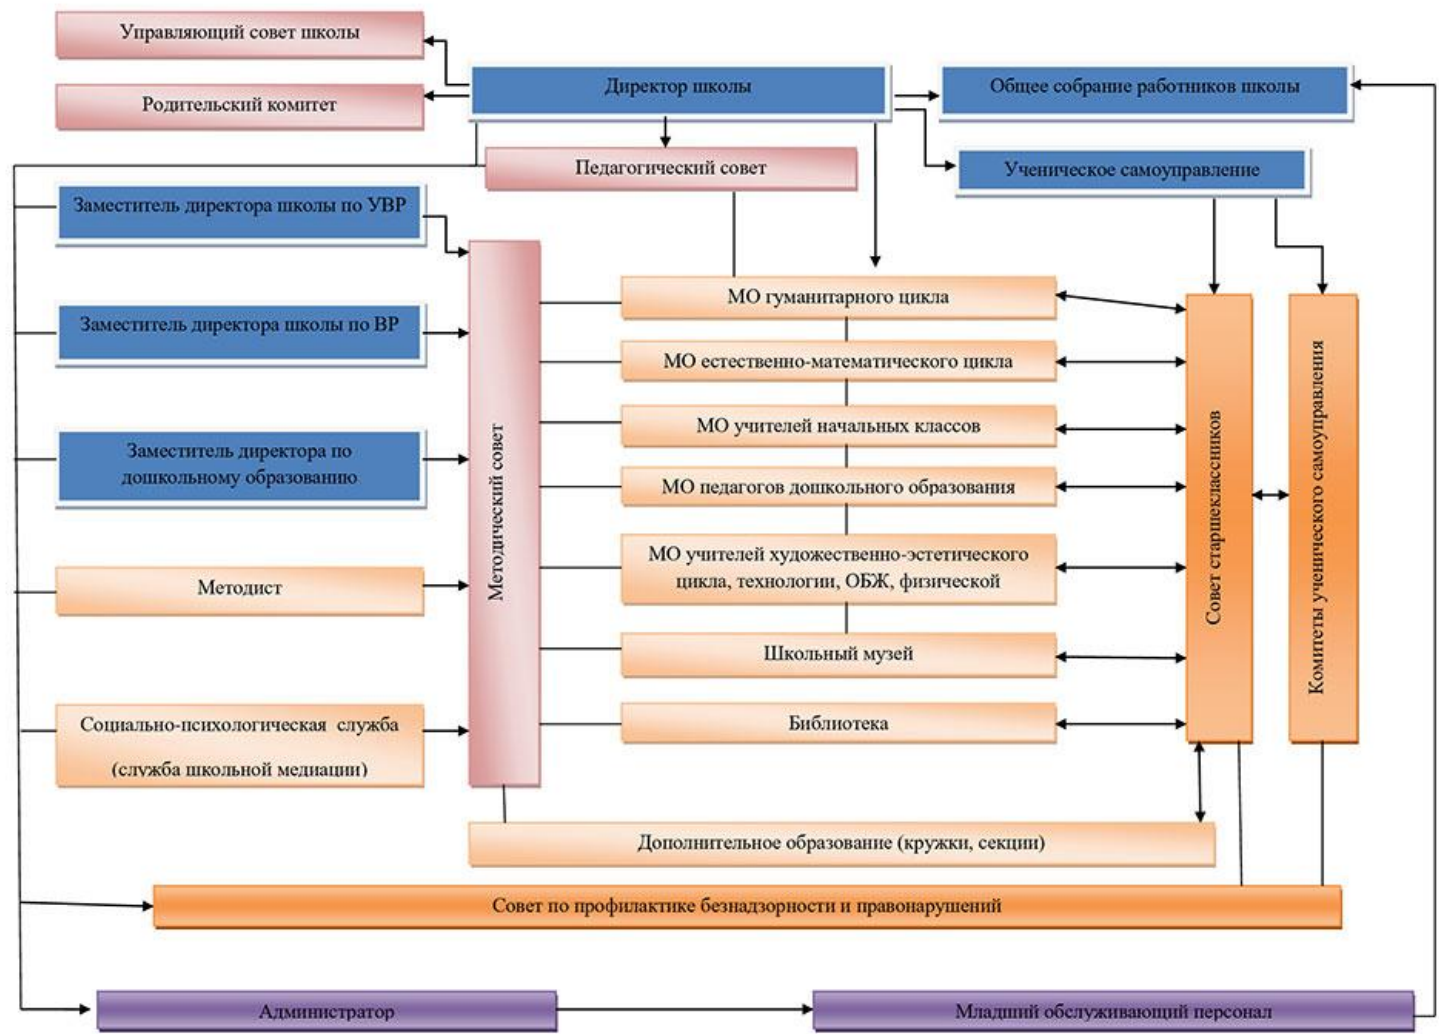 Управляющий совет школы
Директор школы
Общее собрание работников школы
Родительский комитет
Педагогический совет
Ученическое самоуправление
Заместитель директора школы по УВР
Заместитель директора школы по ВР
Заместитель директора по
дошкольному образованию
Методист
Социально-психологическая служба
(служба школьной медиации)
Методический совет
МО гуманитарного цикла
МО естественно-математического цикла
МО учителей начальных классов
МО педагогов дошкольного образования
МО учителей художественно-эстетического
цикла, технологии, ОБЖ, физической
Школьный музей
Библиотека
Совет старшеклассников
Комитеты ученического самоуправления
Дополнительное образование (кружки, секции)
Совет по профилактике безнадзорности и правонарушений
Администратор
Младший обслуживающий персонал